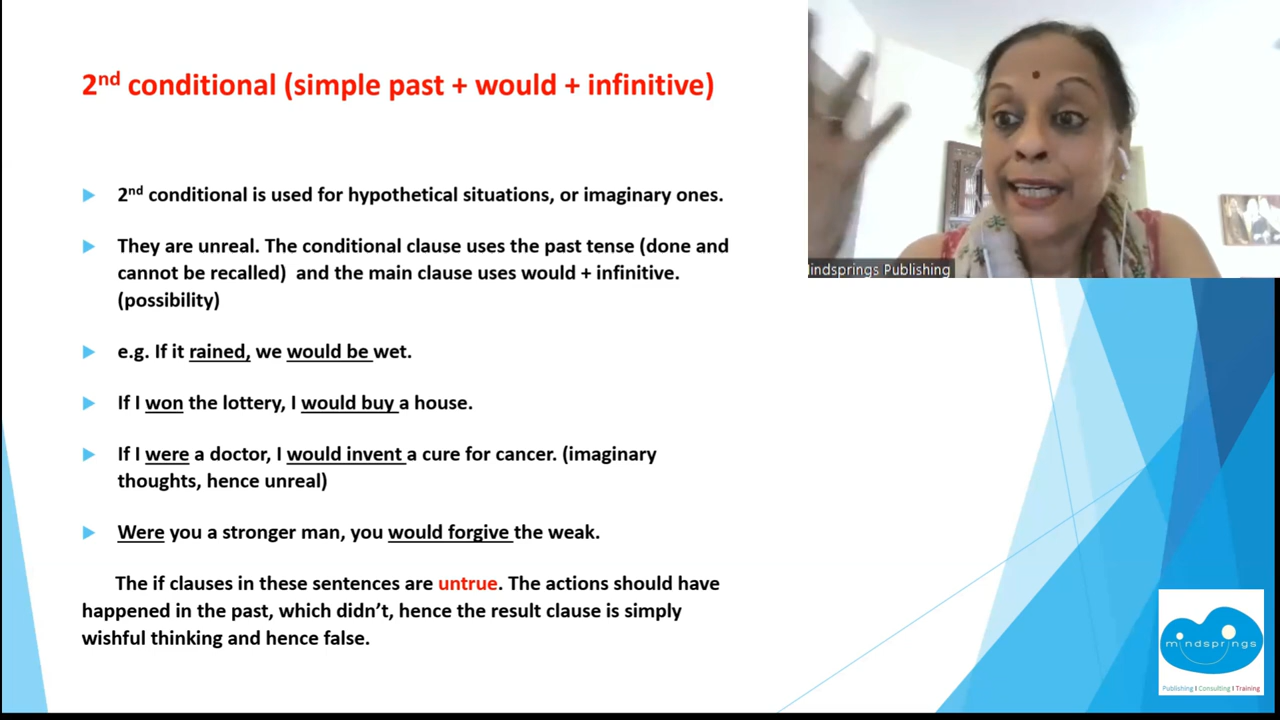 2nd conditional (simple past + would + infinitive)
2nd conditional is used for hypothetical situations, or imaginary ones.
They are unreal. The conditional clause uses the past tense (done and
cannot be recalled) and the main clause uses would + infinitive.
(possibility)
e.g. If it rained, we would be wet.
If I won the lottery, I would buy a house.
If I were a doctor, I would invent a cure for cancer. (imaginary
thoughts, hence unreal)
Were you a stronger man, you would forgive the weak.
The if clauses in these sentences are untrue. The actions should have
happened in the past, which didn’t, hence the result clause is simply
wishful thinking and hence false.
indsprings Publishing
mindsprings
Publishing I Consulting I Training